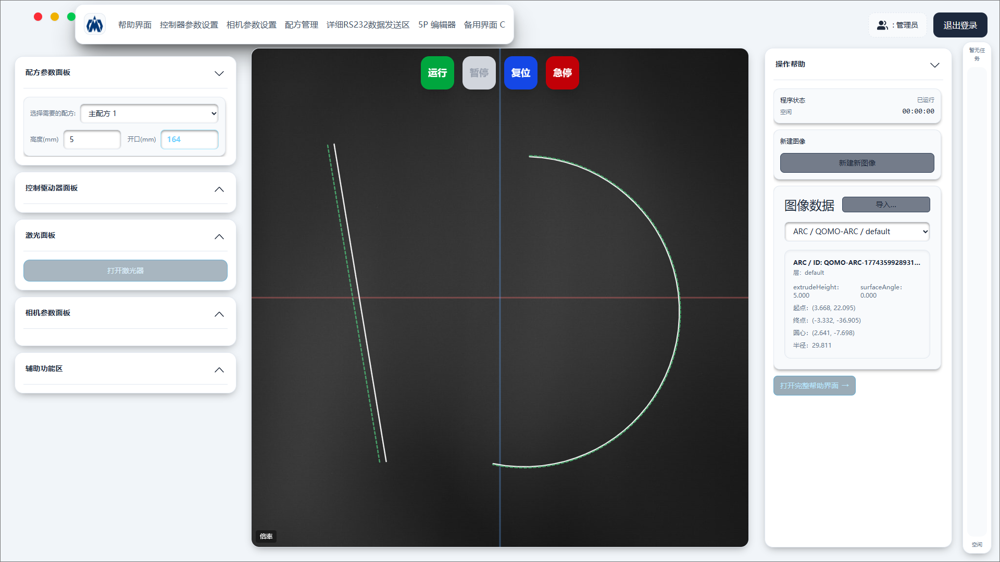 帮助界面 控制器参数设置 相机参数设置 配方管理 详细RS232数据发送区 5P 编辑器 备用界面 C
: 管理员
退出登录
配方参数面板
选择需要的配方: 主配方 1
高度(mm) 5 开口(mm) 164
控制驱动器面板
激光面板
打开激光器
相机参数面板
辅助功能区
运行 暂停 复位 急停
倍率
操作帮助
程序状态 已运行
空闲 00:00:00
新建图像
新建新图像
图像数据 导入...
ARC / QOMO-ARC / default
ARC / ID: QOMO-ARC-1774359928931...
层: default
extrudeHeight: surfaceAngle:
5.000 0.000
起点: (3.668, 22.095)
终点: (-3.332, -36.905)
圆心: (2.641, -7.698)
半径: 29.811
打开完整帮助界面 →
暂无任
务
空闲